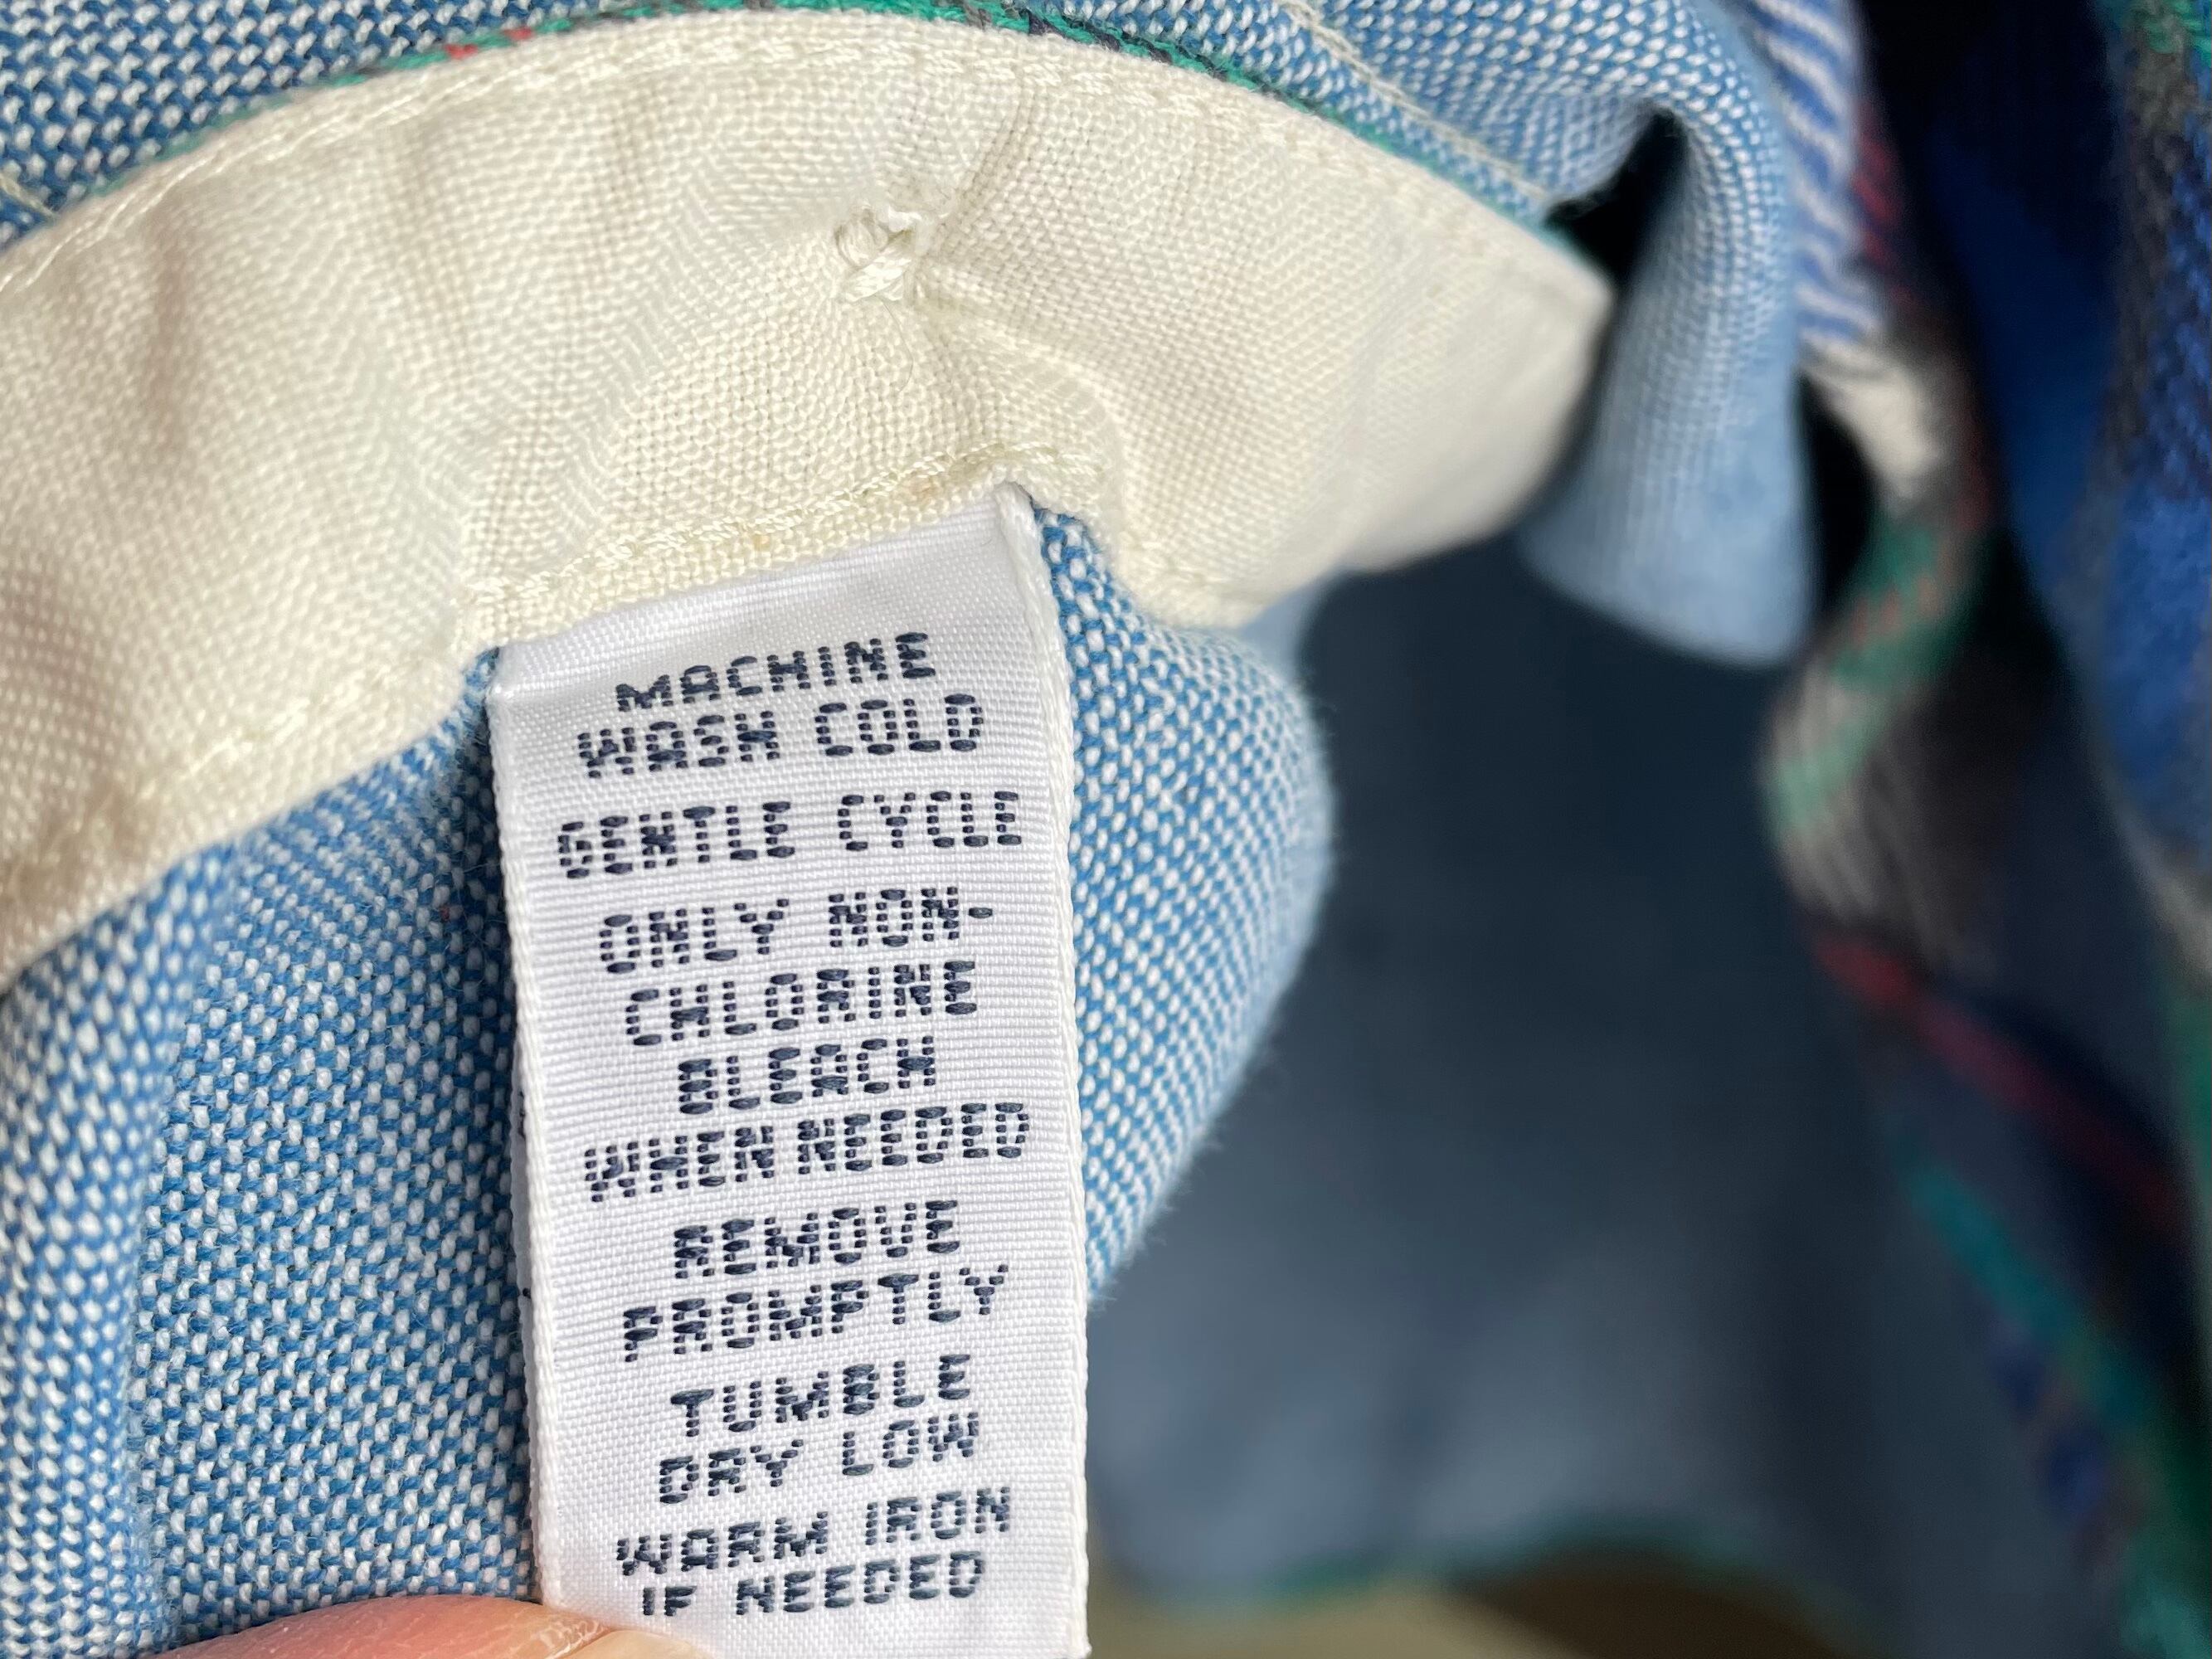 MACHINE
WASH COLD
GENTLE CYCLE
ONLY NON-
CHLORINE
BLEACH
WHEN NEEDED
REMOVE
PROMPTLY
TUMBLE
DRY LOW
WARM IRON
IF NEEDED